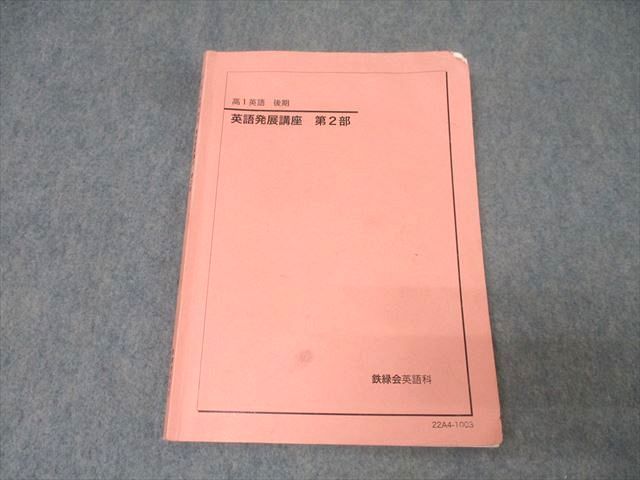 高1英語　後期
英語発展講座　第2部
鉄緑会英語科
22A4-1003